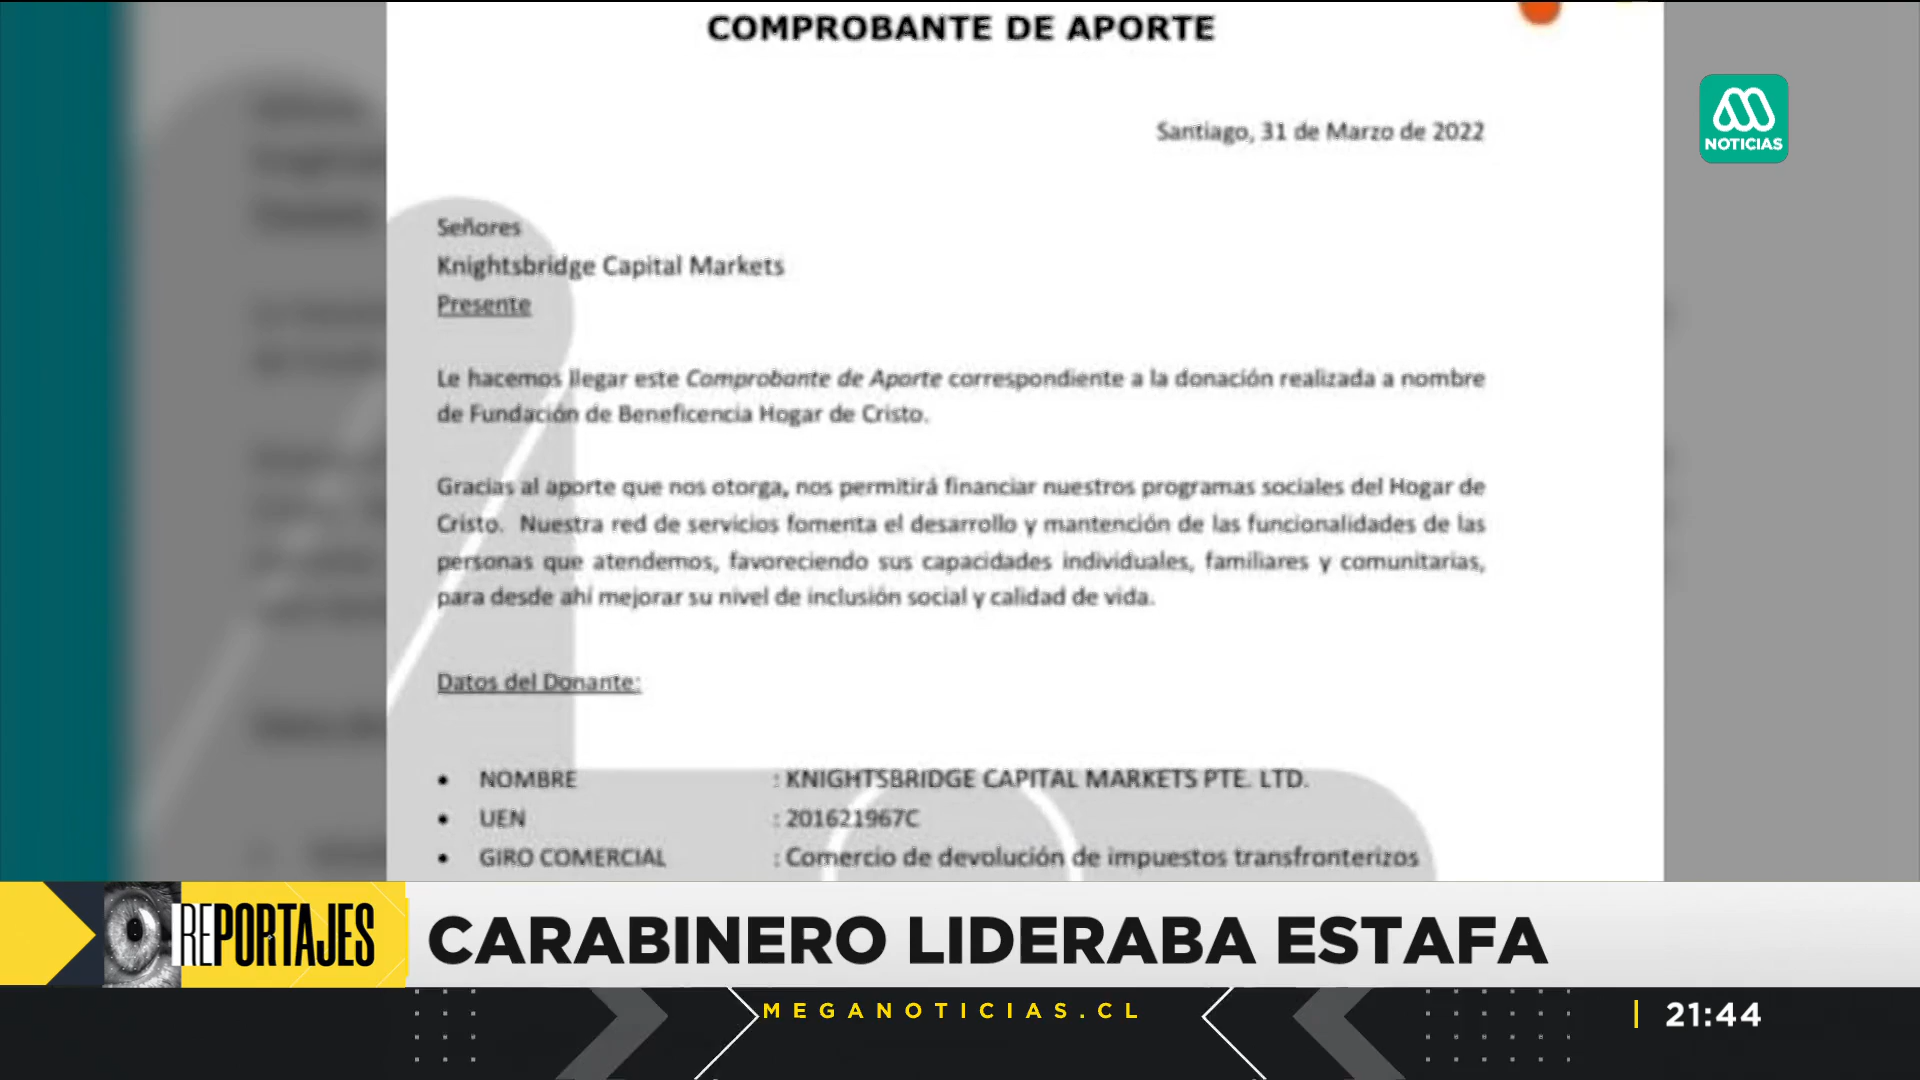 COMPROBANTE DE APORTE
Santiago, 31 de Marzo de 2022
NOTICIAS
Señores
Knightsbridge Capital Markets
Presente
Le hacemos llegar este Comprobante de Aporte correspondiente a la donación realizada a nombre
de Fundación de Beneficencia Hogar de Cristo.
Gracias al aporte que nos otorga, nos permitirá financiar nuestros programas sociales del Hogar de
Cristo. Nuestra red de servicios fomenta el desarrollo y mantención de las funcionalidades de las
personas que atendemos, favoreciendo sus capacidades individuales, familiares y comunitarias,
para desde ahí mejorar su nivel de inclusión social y calidad de vida.
Datos del Donante:
• NOMBRE : KNIGHTSBRIDGE CAPITAL MARKETS PTE. LTD.
• UEN : 201621967C
• GIRO COMERCIAL : Comercio de devolución de impuestos transfronterizos
REPORTAJES
CARABINERO LIDERABA ESTAFA
MEGANOTICIAS.CL
21:44